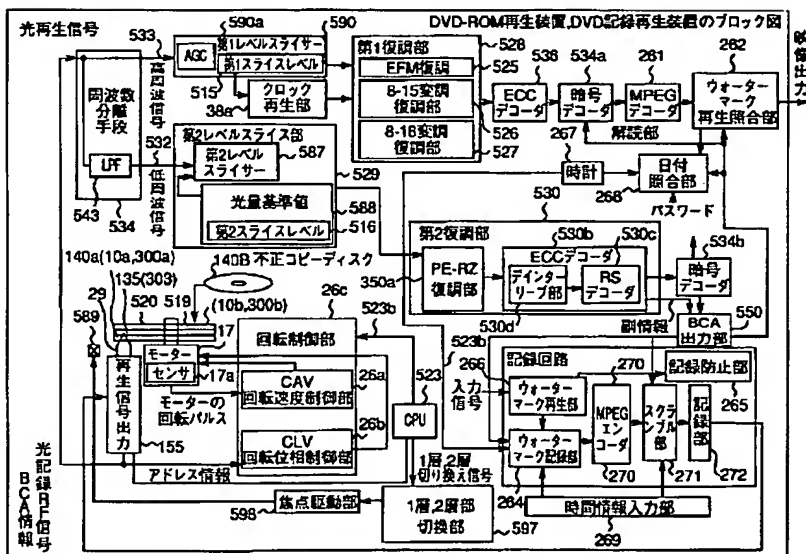 DVD-ROM再生装置,DVD記録再生装置のブロック図
光再生信号
533
590a
590
高周波信号
AGC
第1レベルスライサー
第1スライスレベル
515
クロック再生部
38a
周波数分離手段
LPF
543
534
532
低周波信号
第1復調部
528
EFM復調
525
8-15変調復調部
526
8-16変調復調部
527
536
ECCデコーダ
534a
暗号デコーダ
261
MPEGデコーダ
解読部
262
ウォーターマーク再生照合部
映像出力
267
時計
268
日付照合部
パスワード
第2レベルスライス部
第2レベルスライサー
587
529
光量基準値
588
第2スライスレベル
516
530
第2復調部
530b
530c
350a
PE-RZ復調部
ECCデコーダ
デインターリーブ部
RSデコーダ
530d
534b
暗号デコーダ
副情報
550
BCA出力部
140a(10a,300a)
135(303)
140B 不正コピーディスク
(10b,300b)
29
520
519
589
17
モーター
センサ
17a
モーターの回転パルス
再生信号出力
155
アドレス情報
26c
回転制御部
CAV回転速度制御部
26a
CLV回転位相制御部
26b
523b
523
CPU
1層,2層切り換え信号
1層,2層部切換部
597
焦点駆動部
598
光記録RF信号
BCA情報
523b
記録回路
266
入力信号
ウォーターマーク再生部
270
記録防止部
265
ウォーターマーク記録部
264
MPEGエンコーダ
270
スクランブル部
271
記録部
272
時間情報入力部
269